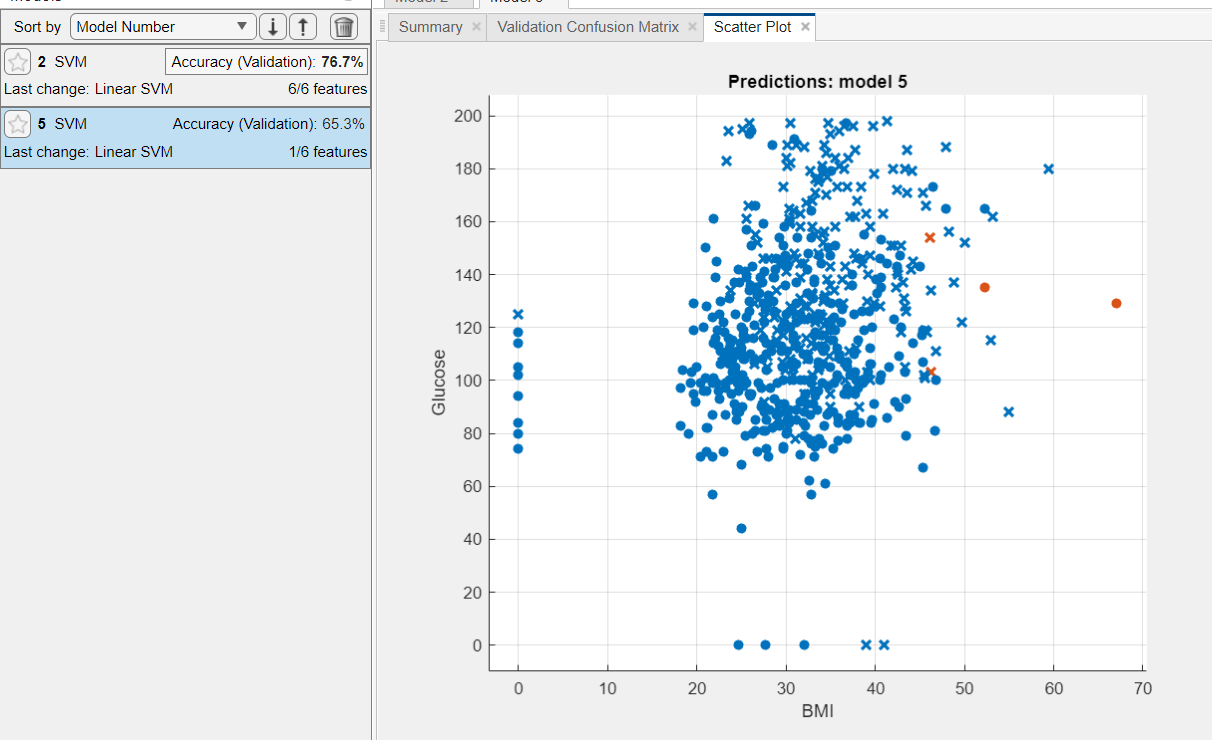 Sort by Model Number
2 SVM Accuracy (Validation): 76.7%
Last change: Linear SVM 6/6 features
5 SVM Accuracy (Validation): 65.3%
Last change: Linear SVM 1/6 features
Summary Validation Confusion Matrix Scatter Plot
Predictions: model 5
200
180
160
140
120
100
80
60
40
20
0
Glucose
0 10 20 30 40 50 60 70
BMI